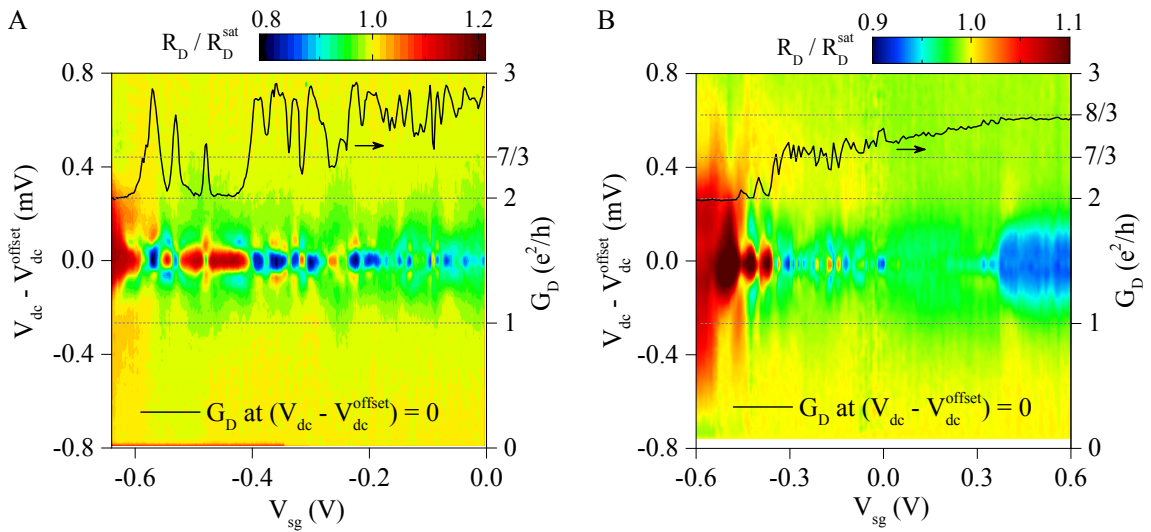 A
R_D / R_D^sat
0.8 1.0 1.2
0.8
0.4
0.0
-0.4
-0.8
V_dc - V_dc^offset (mV)
3
7/3
2
1
0
G_D (e²/h)
G_D at (V_dc - V_dc^offset) = 0
-0.6 -0.4 -0.2 0.0
V_sg (V)
B
R_D / R_D^sat
0.9 1.0 1.1
0.8
0.4
0.0
-0.4
-0.8
V_dc - V_dc^offset (mV)
3
8/3
7/3
2
1
0
G_D (e²/h)
G_D at (V_dc - V_dc^offset) = 0
-0.6 -0.3 0.0 0.3 0.6
V_sg (V)